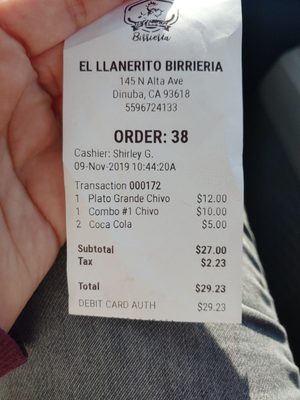 Birrieria
EL LLANERITO BIRRIERIA
145 N Alta Ave
Dinuba, CA 93618
5596724133
ORDER: 38
Cashier: Shirley G.
09-Nov-2019 10:44:20A
Transaction 000172
1 Plato Grande Chivo $12.00
1 Combo #1 Chivo $10.00
2 Coca Cola $5.00
Subtotal $27.00
Tax $2.23
Total $29.23
DEBIT CARD AUTH $29.23